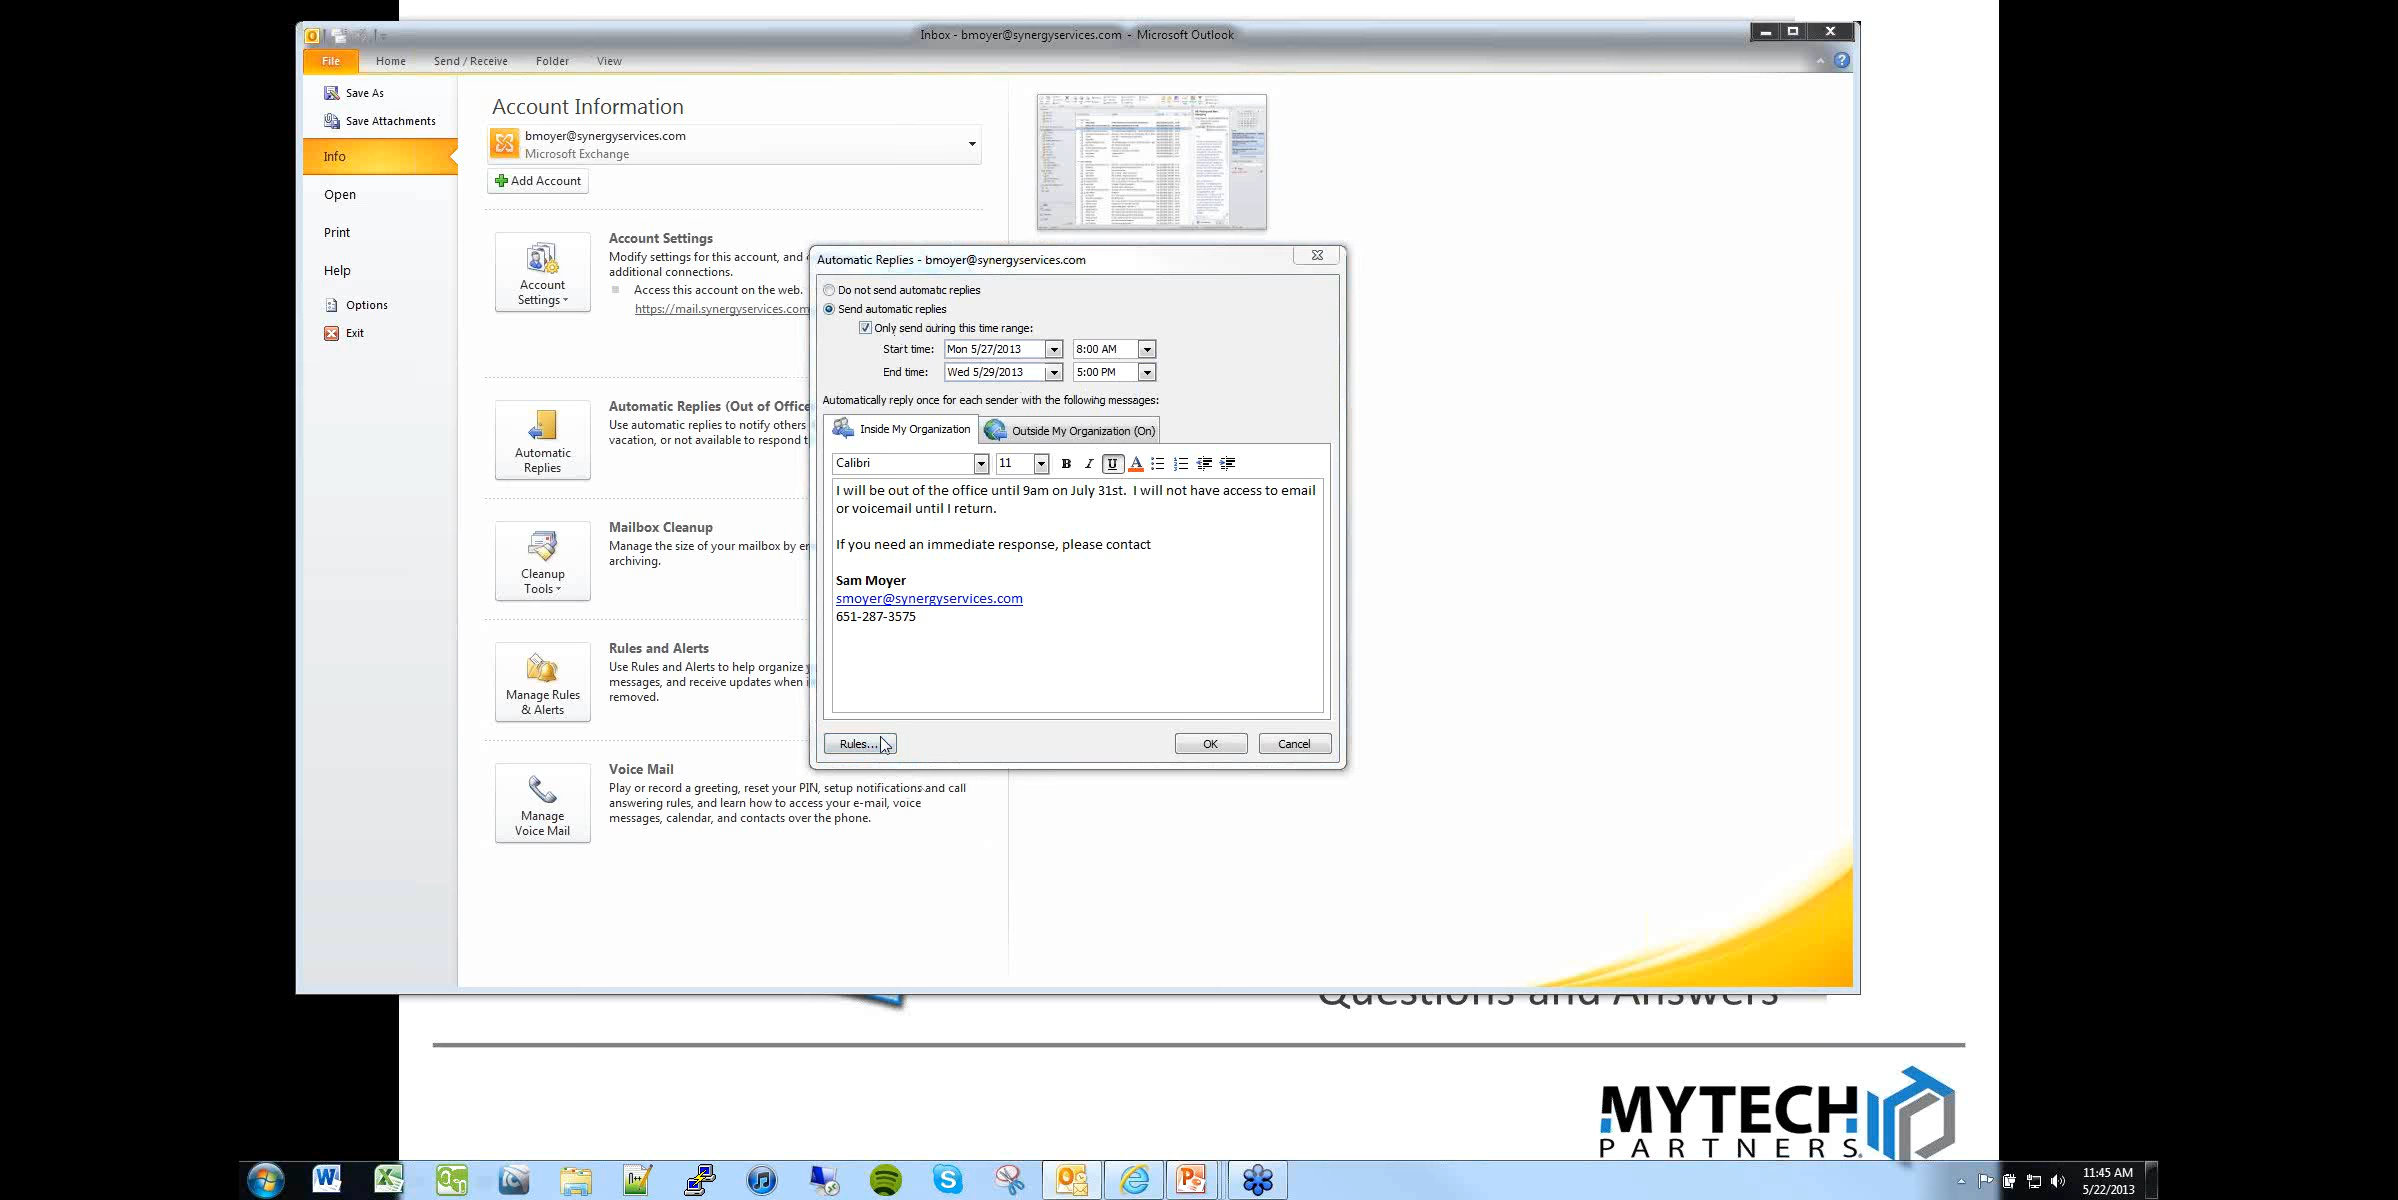 Inbox - bmoyer@synergyservices.com - Microsoft Outlook
File Home Send / Receive Folder View
Save As
Save Attachments
Info
Open
Print
Help
Options
Exit
Account Information
bmoyer@synergyservices.com
Microsoft Exchange
Add Account
Account Settings
Account Settings
Modify settings for this account, and
additional connections.
Access this account on the web.
https://mail.synergyservices.com
Automatic Replies
Automatic Replies (Out of Office
Use automatic replies to notify others
vacation, or not available to respond
Cleanup Tools
Mailbox Cleanup
Manage the size of your mailbox by
archiving.
Manage Rules & Alerts
Rules and Alerts
Use Rules and Alerts to help organize
messages, and receive updates when
removed.
Manage Voice Mail
Voice Mail
Play or record a greeting, reset your PIN, setup notifications and call
answering rules, and learn how to access your e-mail, voice
messages, calendar, and contacts over the phone.
Automatic Replies - bmoyer@synergyservices.com
Do not send automatic replies
Send automatic replies
Only send during this time range:
Start time: Mon 5/27/2013 8:00 AM
End time: Wed 5/29/2013 5:00 PM
Automatically reply once for each sender with the following messages:
Inside My Organization Outside My Organization (On)
Calibri 11 B I U A
I will be out of the office until 9am on July 31st. I will not have access to email
or voicemail until I return.
If you need an immediate response, please contact
Sam Moyer
smoyer@synergyservices.com
651-287-3575
Rules... OK Cancel
Questions and Answers
MYTECH
PARTNERS
11:45 AM
5/22/2013